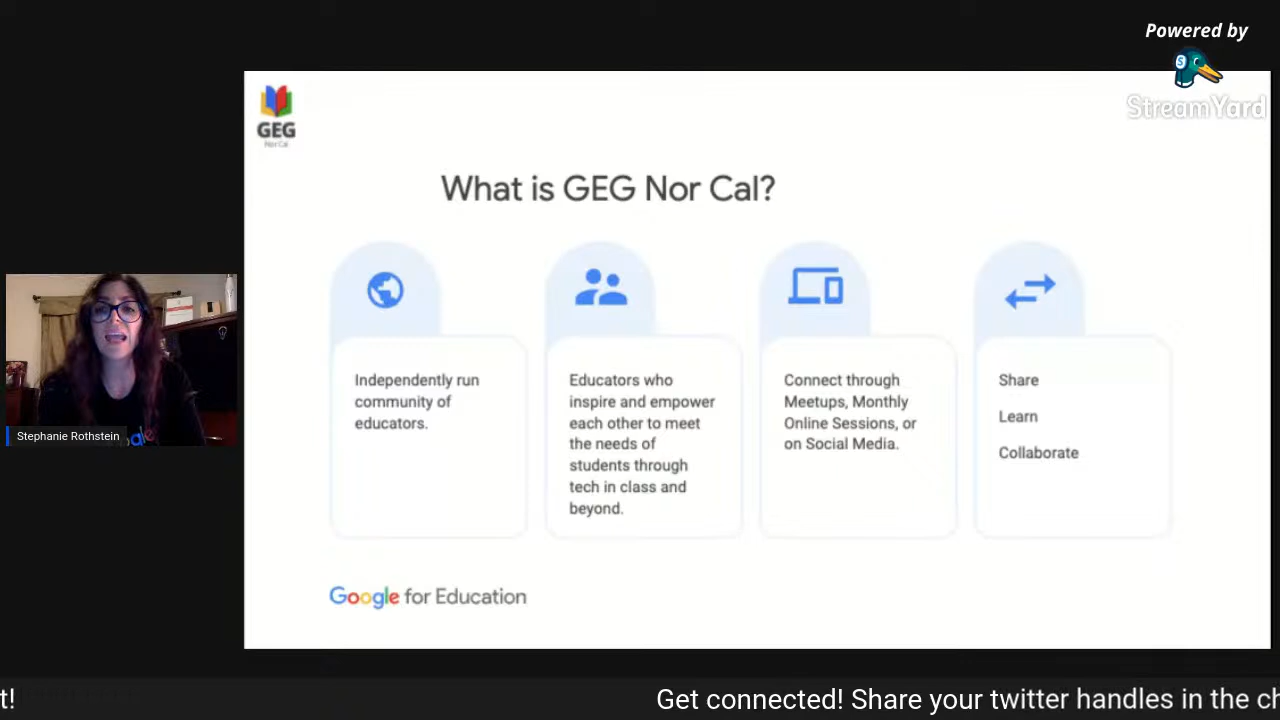 Powered by
StreamYard
GEG
Nor Cal
What is GEG Nor Cal?
Independently run
community of
educators.
Educators who
inspire and empower
each other to meet
the needs of
students through
tech in class and
beyond.
Connect through
Meetups, Monthly
Online Sessions, or
on Social Media.
Share
Learn
Collaborate
Stephanie Rothstein
Google for Education
t!
Get connected! Share your twitter handles in the ch